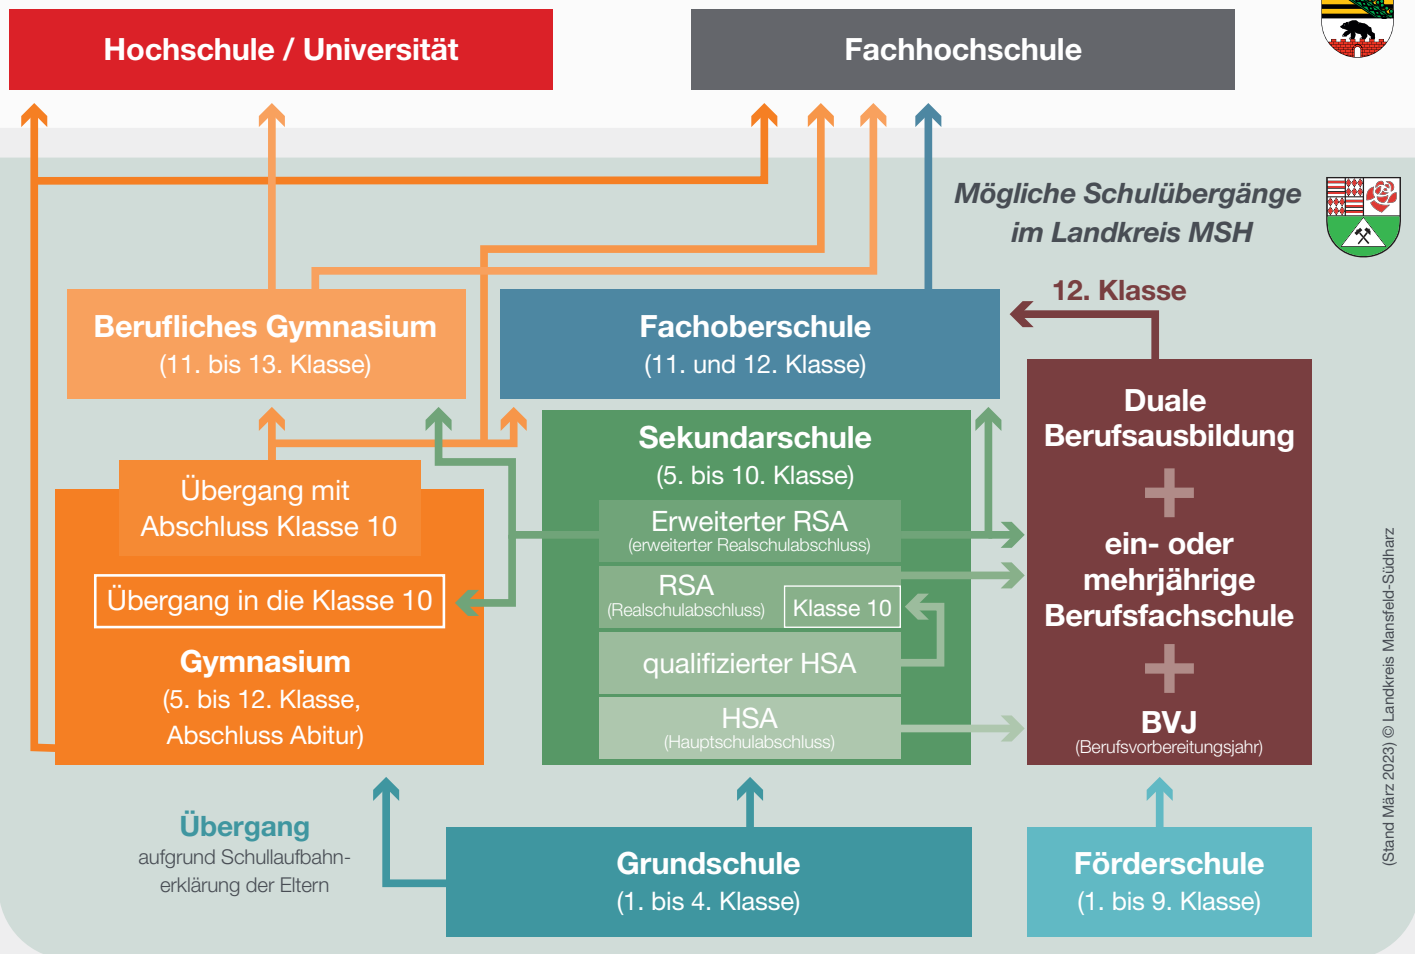 Hochschule / Universität
Fachhochschule
Mögliche Schulübergänge
im Landkreis MSH
12. Klasse
Berufliches Gymnasium
(11. bis 13. Klasse)
Fachoberschule
(11. und 12. Klasse)
Duale
Berufsausbildung
+
ein- oder
mehrjährige
Berufsfachschule
+
BVJ
(Berufsvorbereitungsjahr)
Sekundarschule
(5. bis 10. Klasse)
Erweiterter RSA
(erweiterter Realschulabschluss)
RSA
(Realschulabschluss)
Klasse 10
qualifizierter HSA
HSA
(Hauptschulabschluss)
Übergang mit
Abschluss Klasse 10
Übergang in die Klasse 10
Gymnasium
(5. bis 12. Klasse,
Abschluss Abitur)
Übergang
aufgrund Schullaufbahn-
erklärung der Eltern
Grundschule
(1. bis 4. Klasse)
Förderschule
(1. bis 9. Klasse)
(Stand März 2023) © Landkreis Mansfeld-Südharz